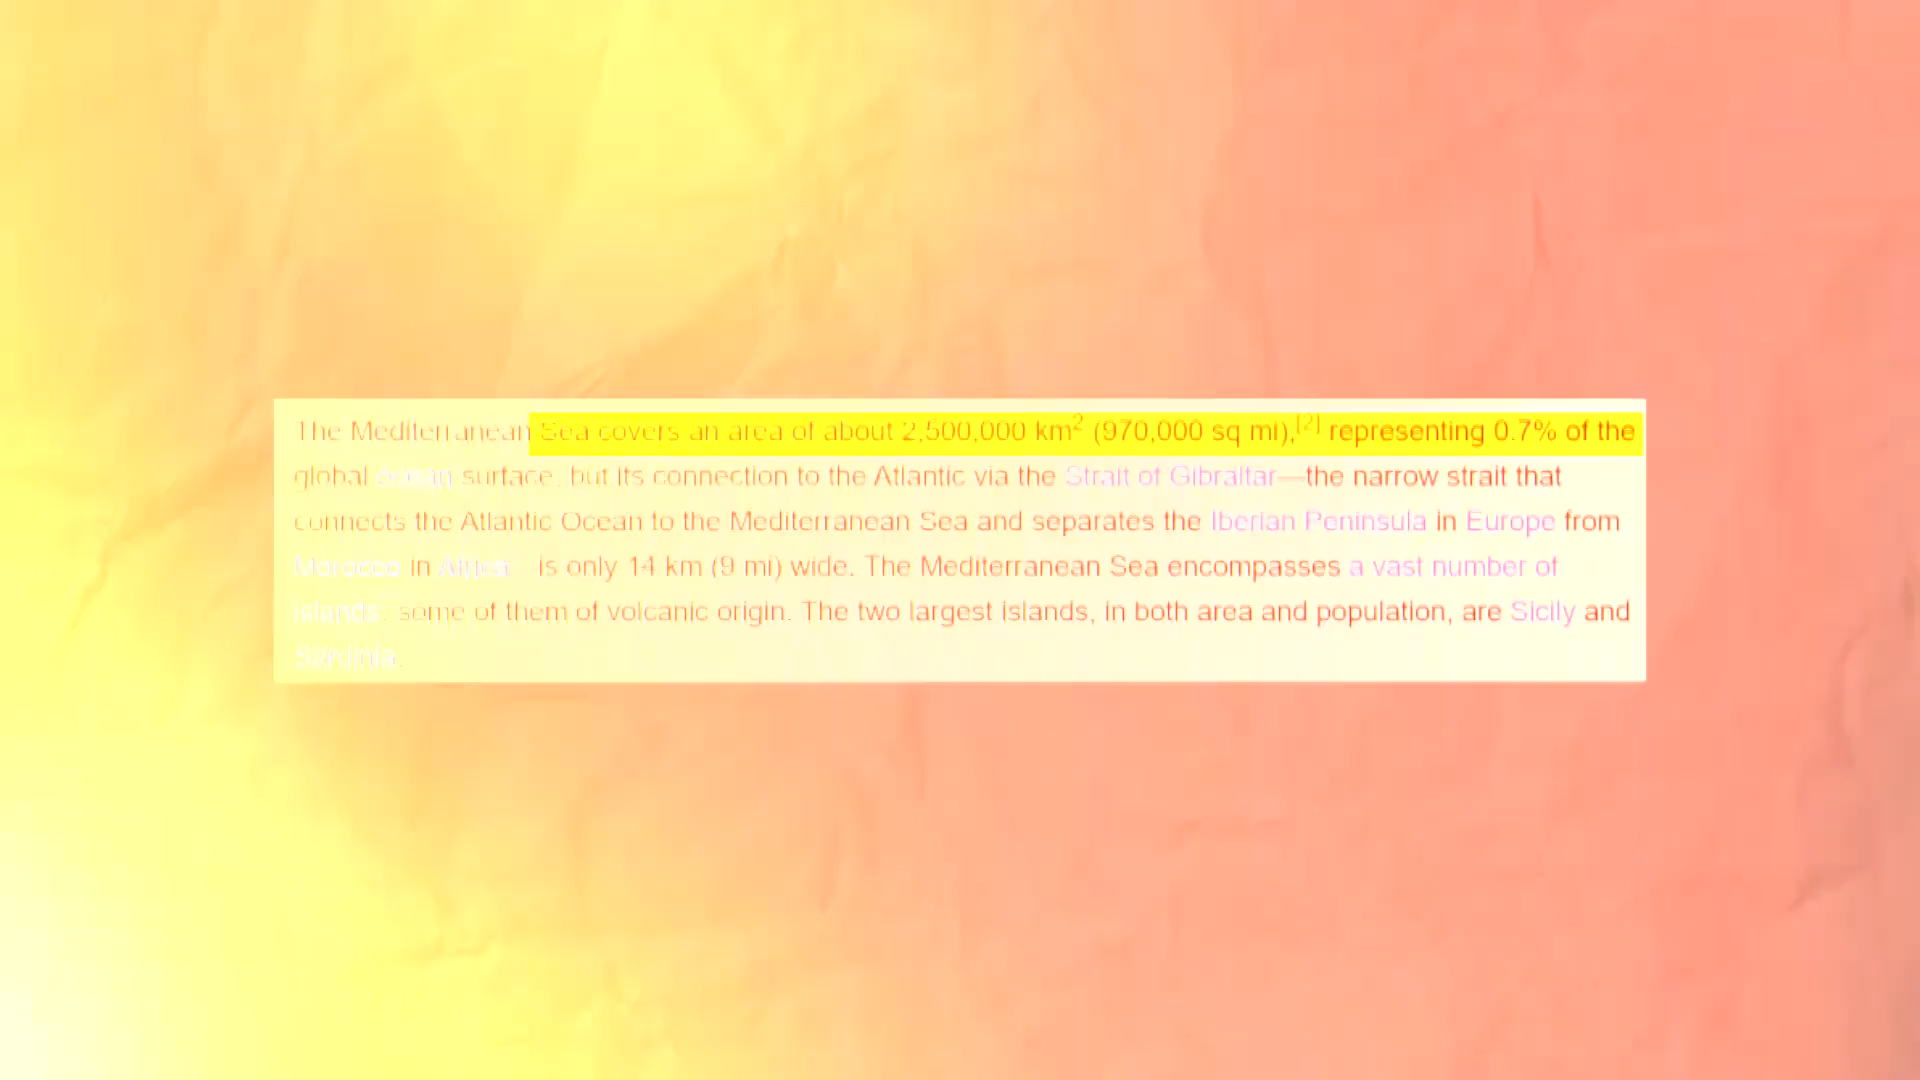 The Mediterranean Sea covers an area of about 2,500,000 km² (970,000 sq mi),[2] representing 0.7% of the
global ocean surface, but its connection to the Atlantic via the Strait of Gibraltar—the narrow strait that
connects the Atlantic Ocean to the Mediterranean Sea and separates the Iberian Peninsula in Europe from
Morocco in Africa—is only 14 km (9 mi) wide. The Mediterranean Sea encompasses a vast number of
islands, some of them of volcanic origin. The two largest islands, in both area and population, are Sicily and
Sardinia.